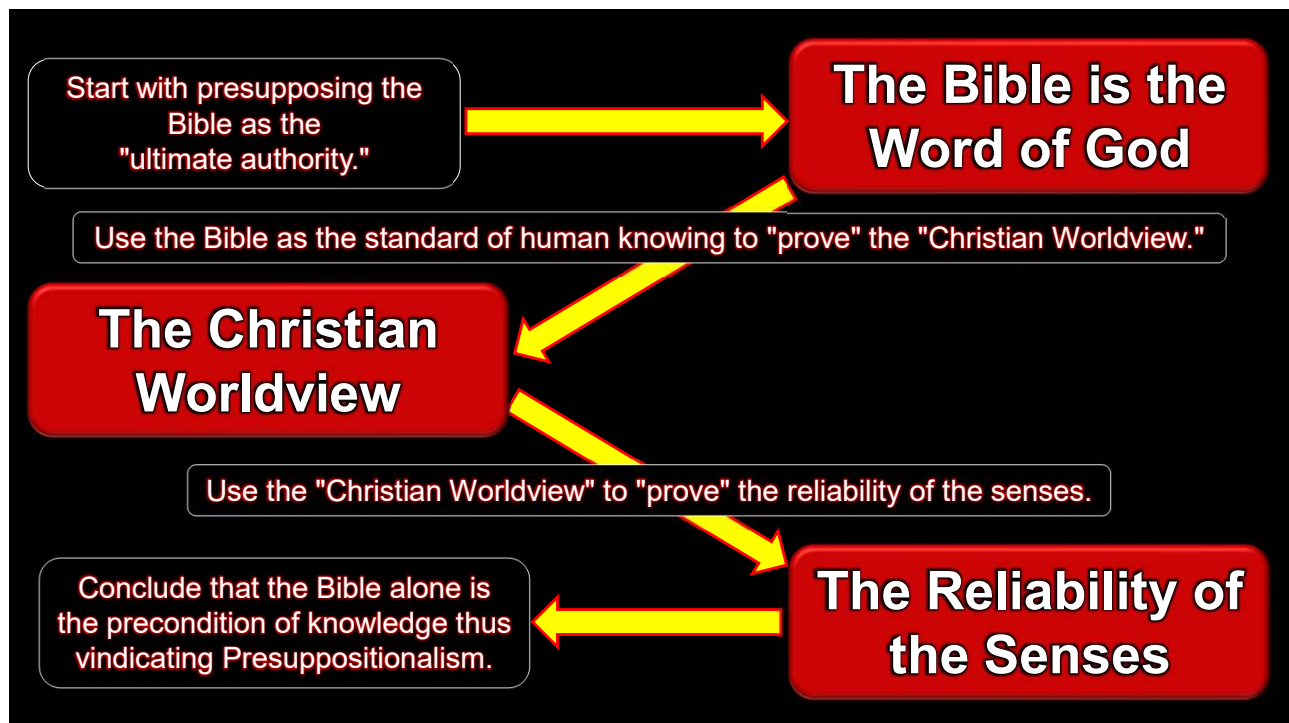 Start with presupposing the
Bible as the
"ultimate authority."
The Bible is the
Word of God
Use the Bible as the standard of human knowing to "prove" the "Christian Worldview."
The Christian
Worldview
Use the "Christian Worldview" to "prove" the reliability of the senses.
The Reliability of
the Senses
Conclude that the Bible alone is
the precondition of knowledge thus
vindicating Presuppositionalism.